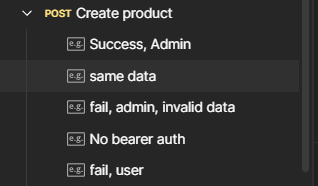 POST Create product
e.g. Success, Admin
e.g. same data
e.g. fail, admin, invalid data
e.g. No bearer auth
e.g. fail, user